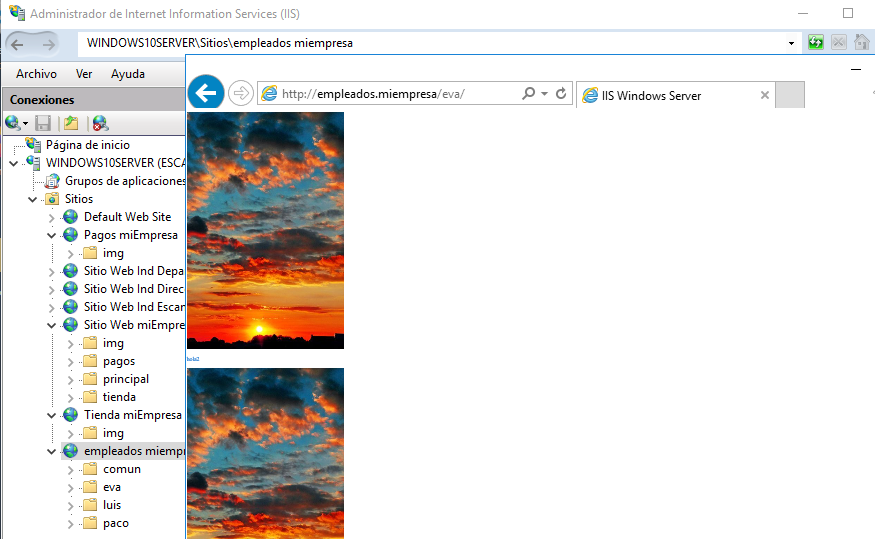 Administrador de Internet Information Services (IIS)
WINDOWS10SERVER\Sitios\empleados miempresa
Archivo Ver Ayuda
Conexiones
http://empleados.miempresa/eva/
IIS Windows Server
Página de inicio
WINDOWS10SERVER (ESCA
Grupos de aplicaciones
Sitios
Default Web Site
Pagos miEmpresa
img
Sitio Web Ind Depa
Sitio Web Ind Direc
Sitio Web Ind Escar
Sitio Web miEmpre
img
pagos
principal
tienda
Tienda miEmpresa
img
empleados miempr
comun
eva
luis
paco
hola2